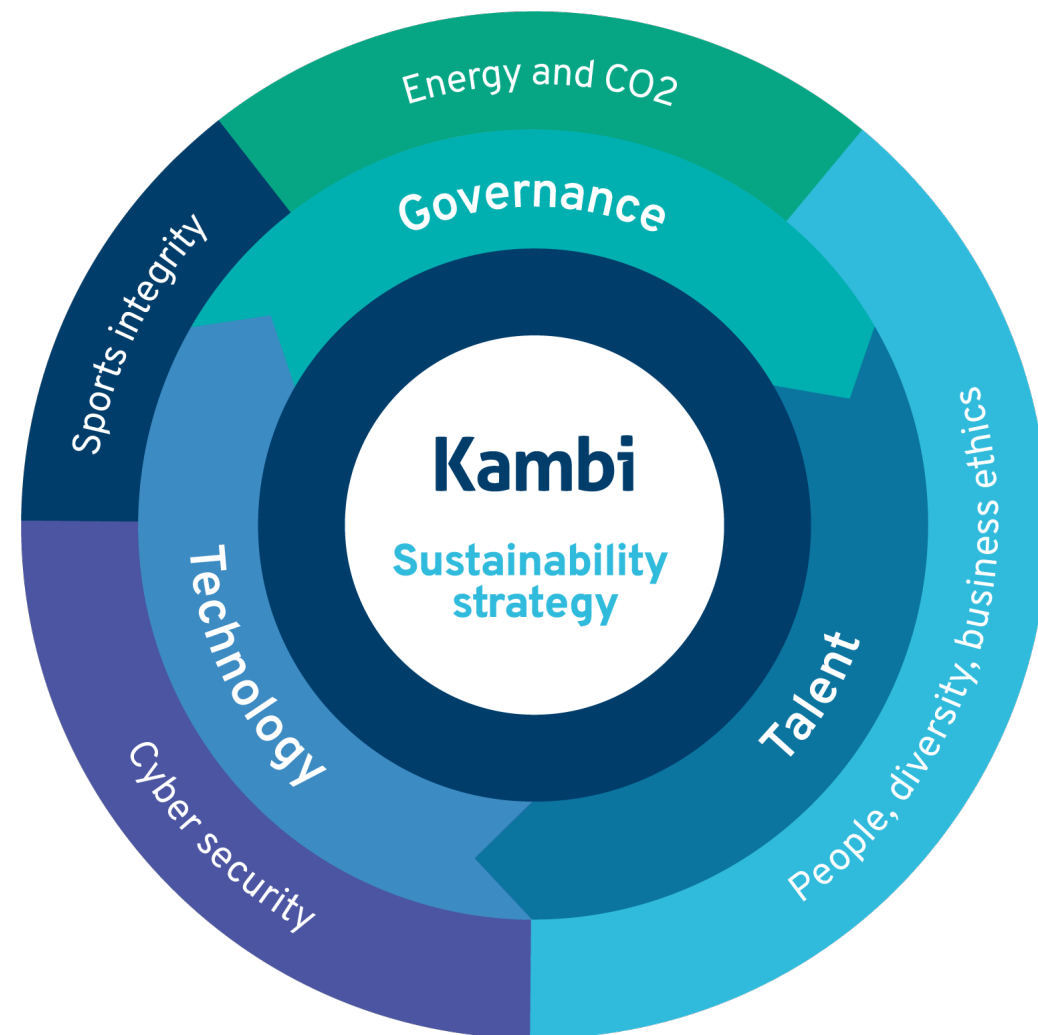 Energy and CO2
Governance
Sports integrity
Kambi
Sustainability
strategy
Technology
Talent
People, diversity, business ethics
Cyber security